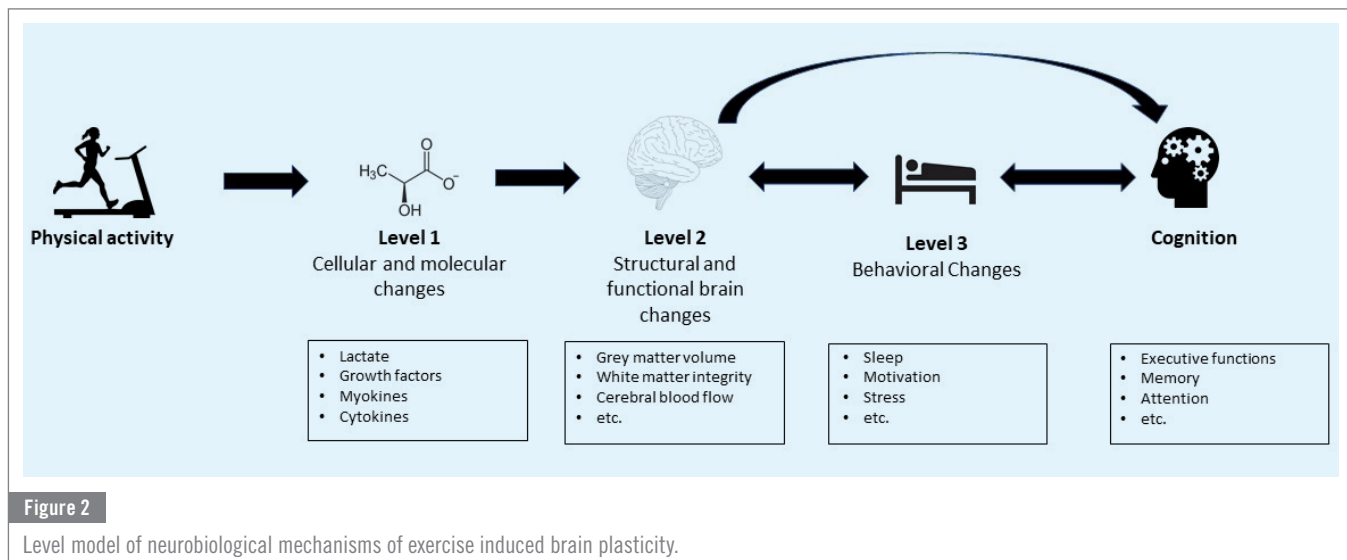 O
H₃C
O⁻
OH
Physical activity
Level 1
Cellular and molecular
changes
Level 2
Structural and
functional brain
changes
Level 3
Behavioral Changes
Cognition
• Lactate
• Growth factors
• Myokines
• Cytokines
• Grey matter volume
• White matter integrity
• Cerebral blood flow
• etc.
• Sleep
• Motivation
• Stress
• etc.
• Executive functions
• Memory
• Attention
• etc.
Figure 2
Level model of neurobiological mechanisms of exercise induced brain plasticity.